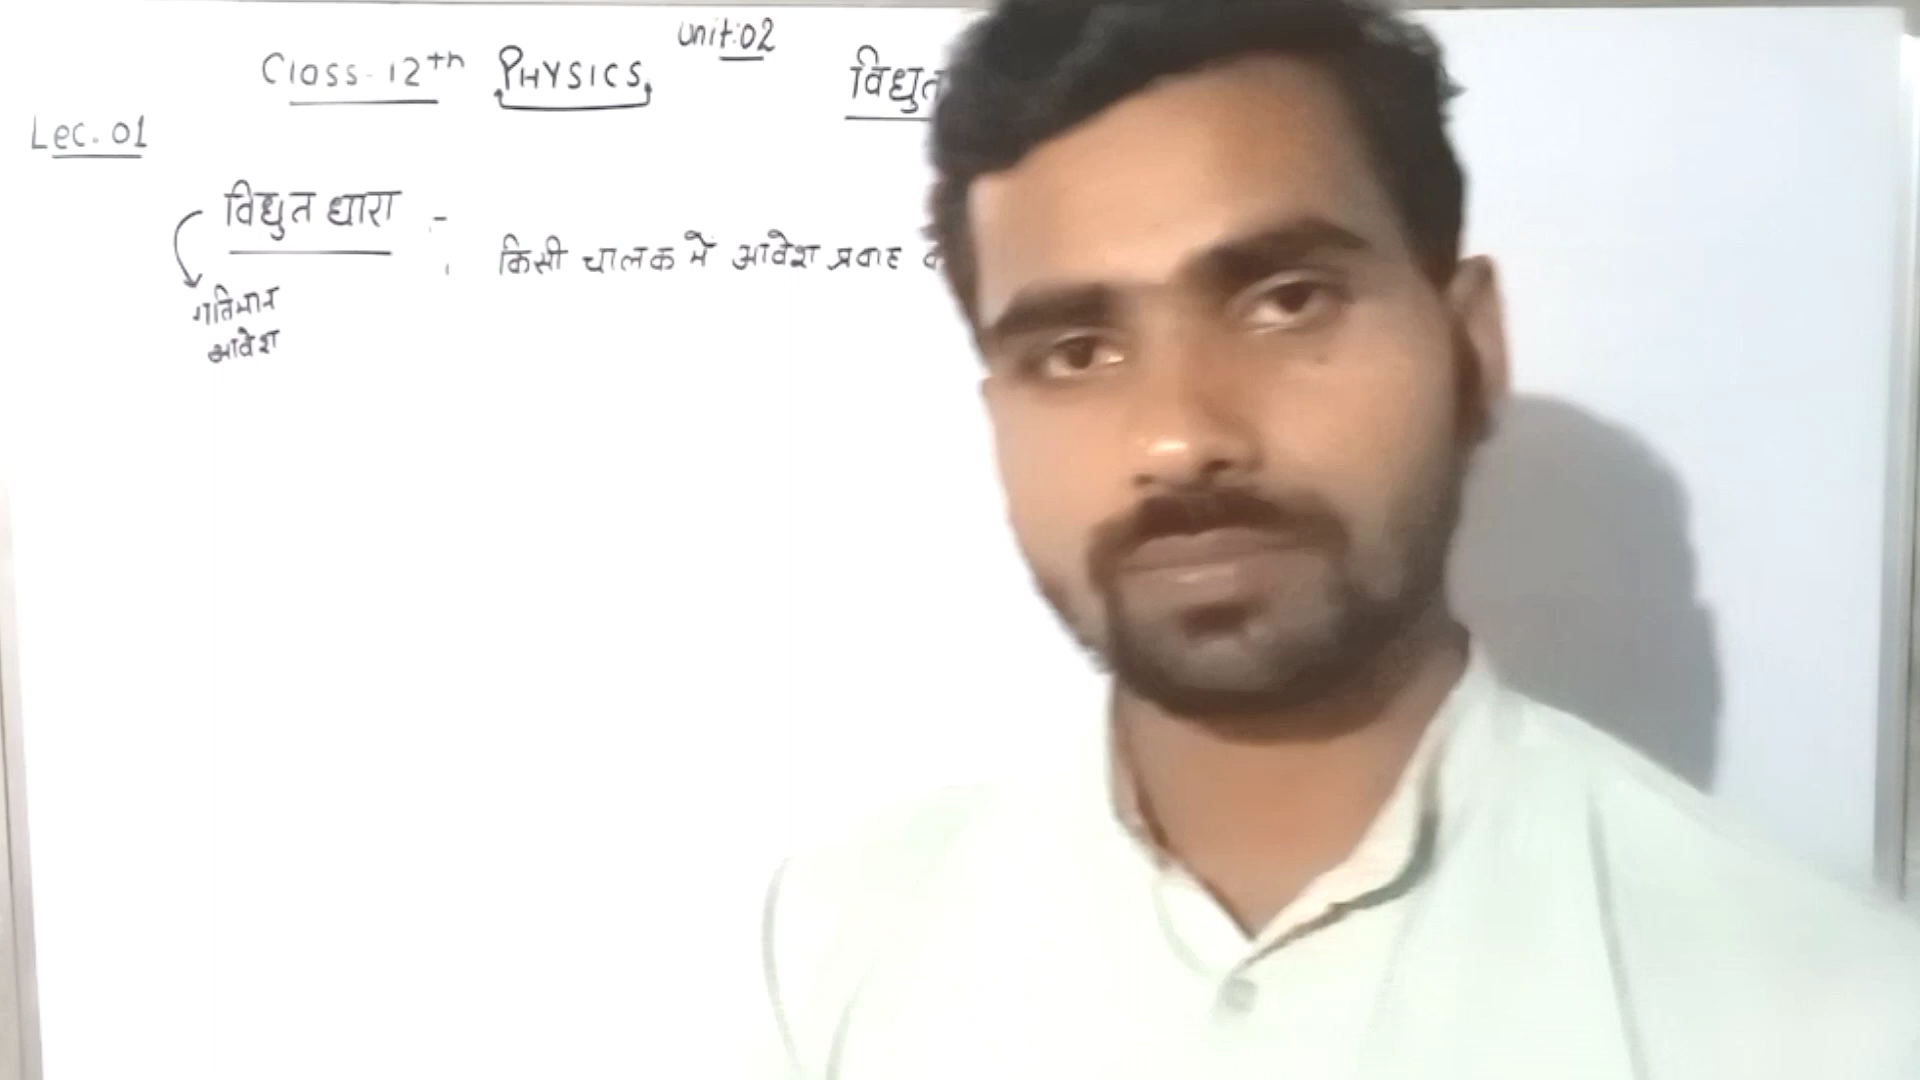 Unit:02
Class-12th PHYSICS विद्युत
Lec. 01
विद्युत धारा :-
किसी चालक में आवेश प्रवाह
गतिमान
आवेश